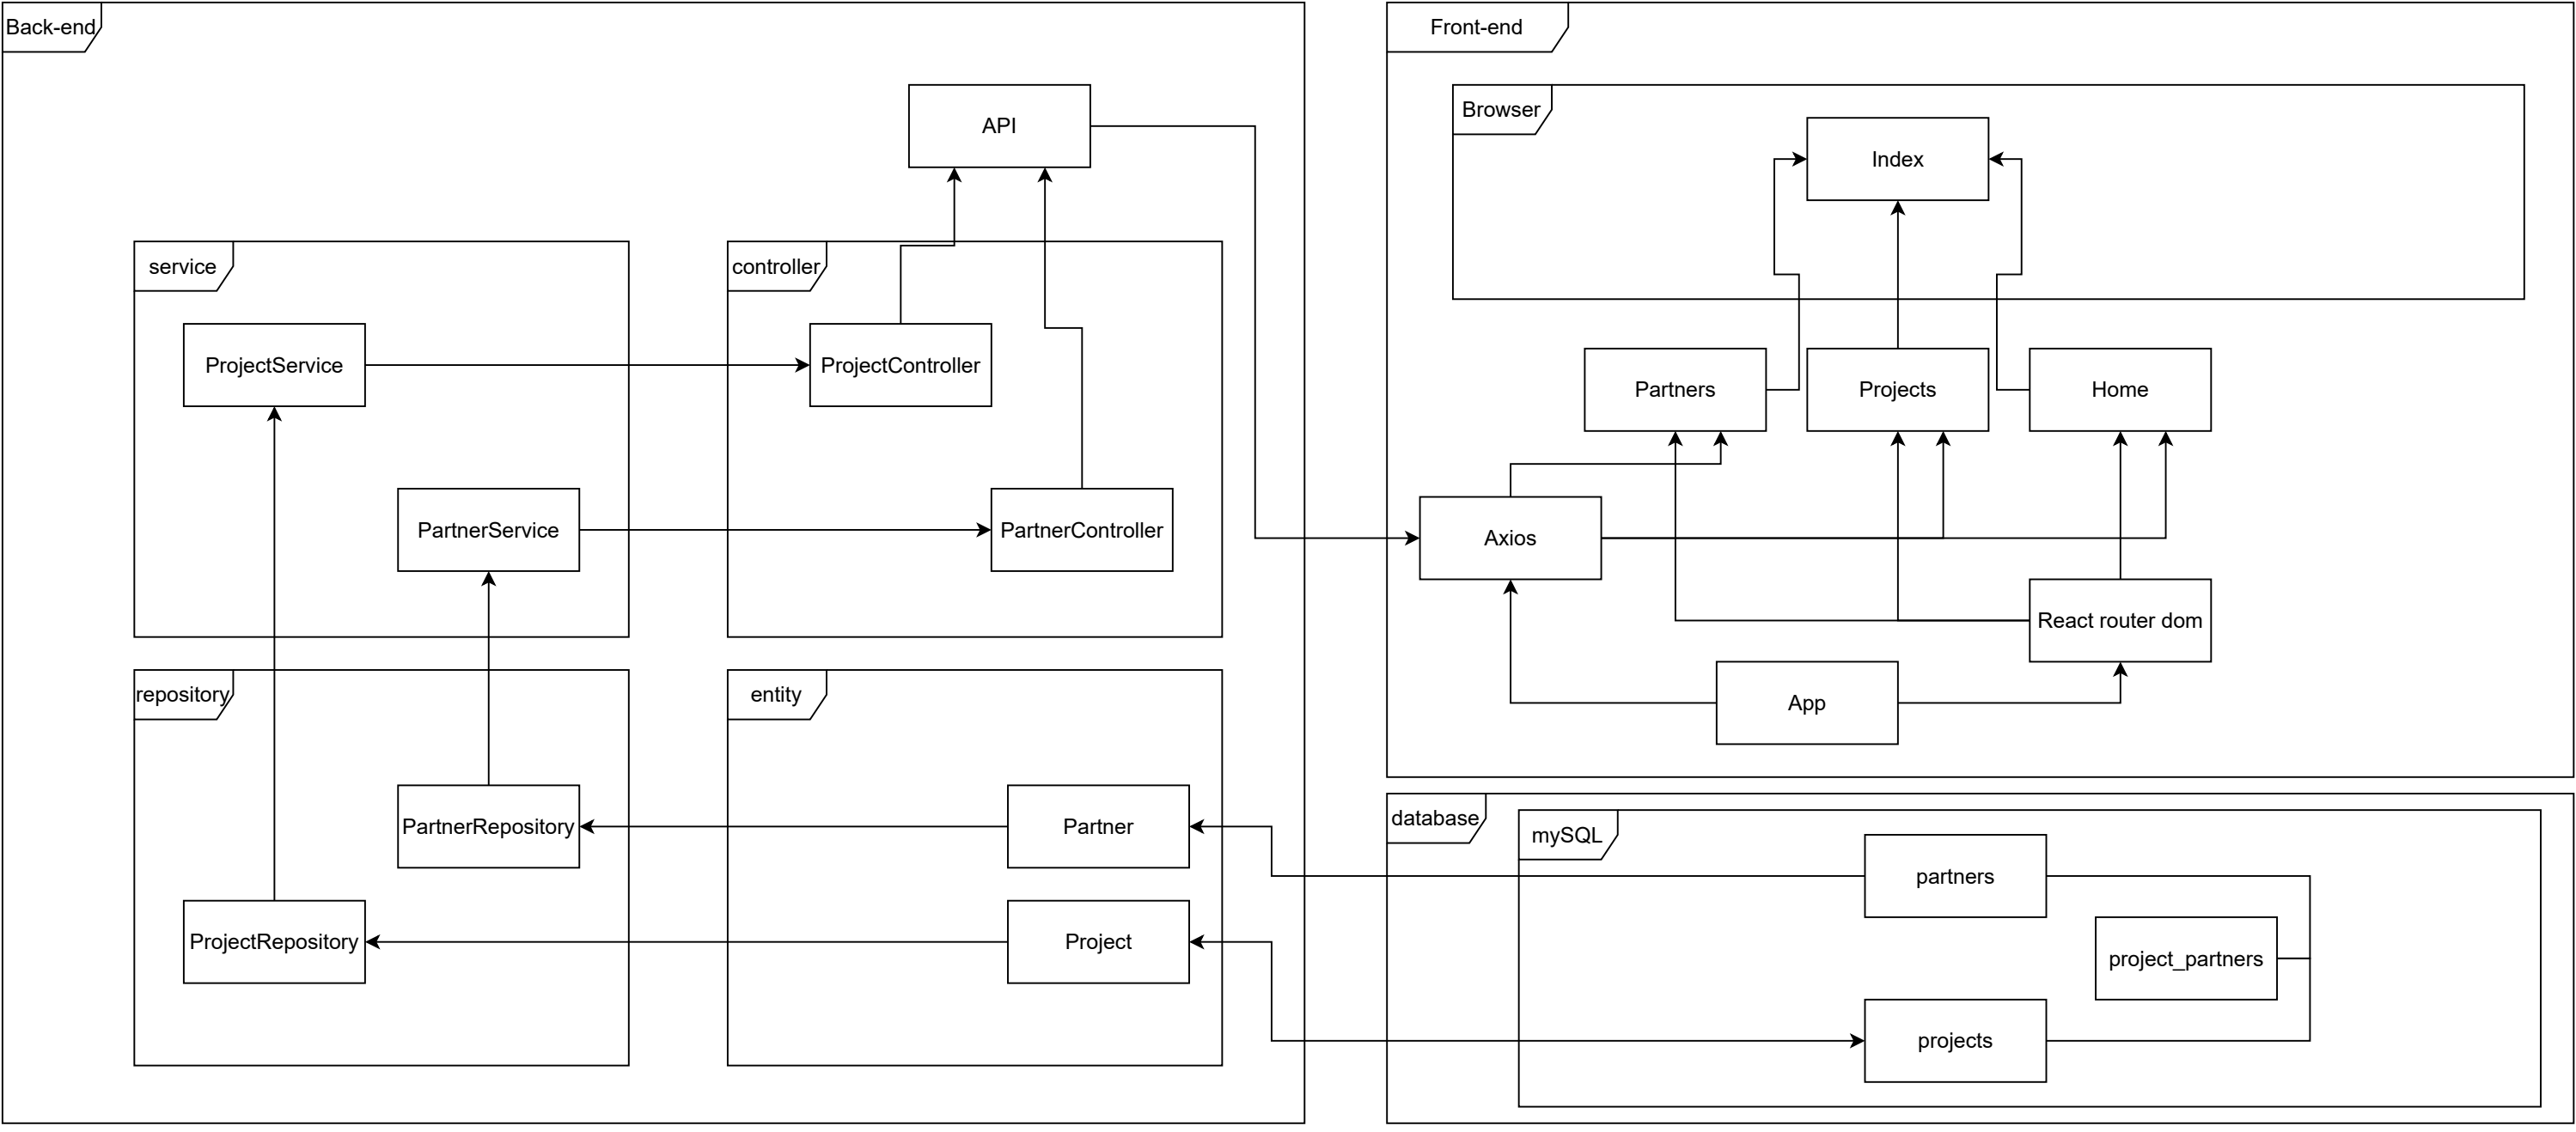 Back-end
API
service
controller
ProjectService
ProjectController
PartnerService
PartnerController
repository
entity
PartnerRepository
Partner
ProjectRepository
Project
Front-end
Browser
Index
Partners
Projects
Home
Axios
React router dom
App
database
mySQL
partners
project_partners
projects